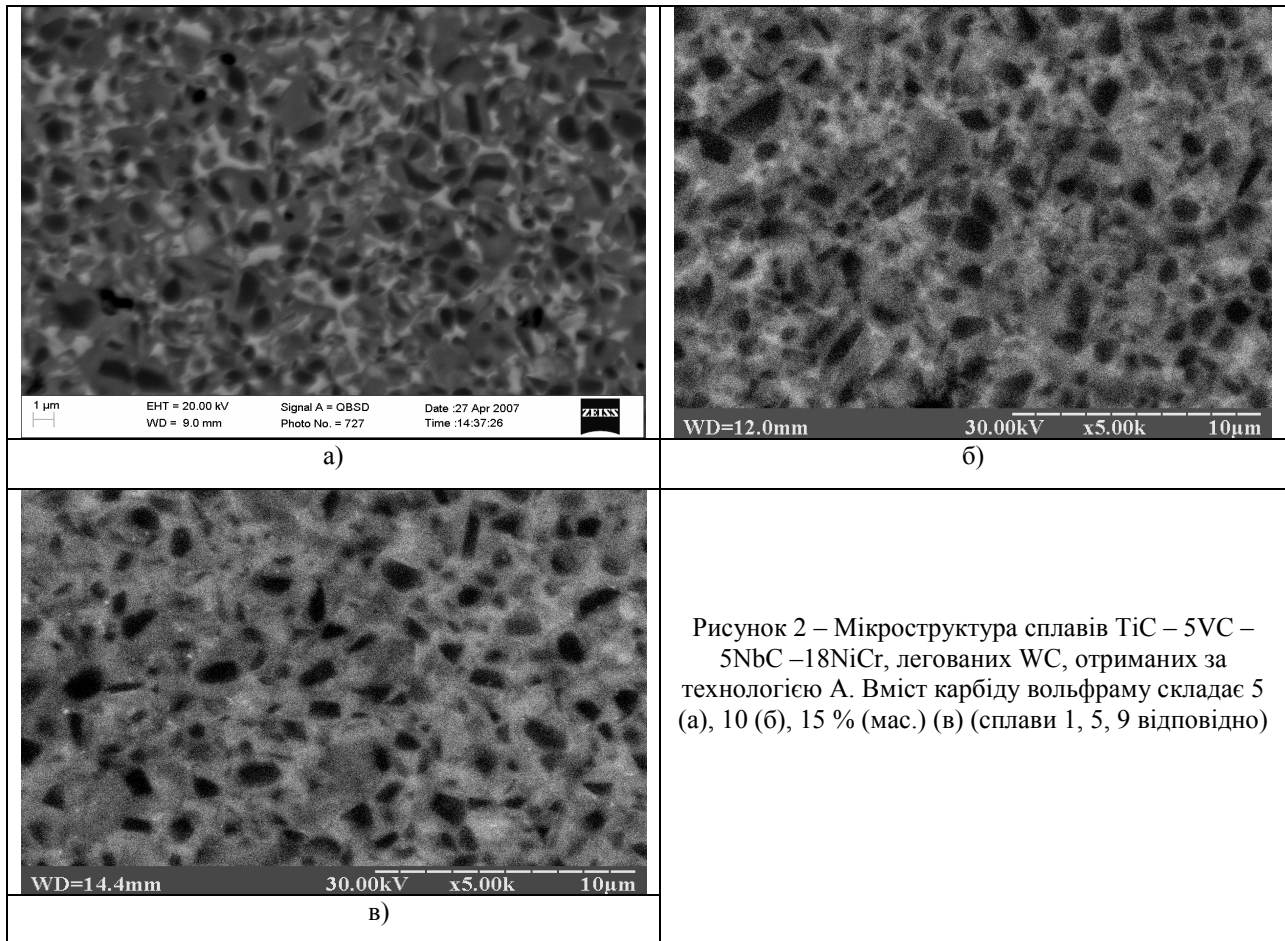 1 µm
EHT = 20.00 kV
WD = 9.0 mm
Signal A = QBSD
Photo No. = 727
Date :27 Apr 2007
Time :14:37:26
ZEISS
WD=12.0mm 30.00kV x5.00k 10µm
а)
б)
WD=14.4mm 30.00kV x5.00k 10µm
в)
Рисунок 2 – Мікроструктура сплавів TiC – 5VC –
5NbC –18NiCr, легованих WC, отриманих за
технологією А. Вміст карбіду вольфраму складає 5
(а), 10 (б), 15 % (мас.) (в) (сплави 1, 5, 9 відповідно)